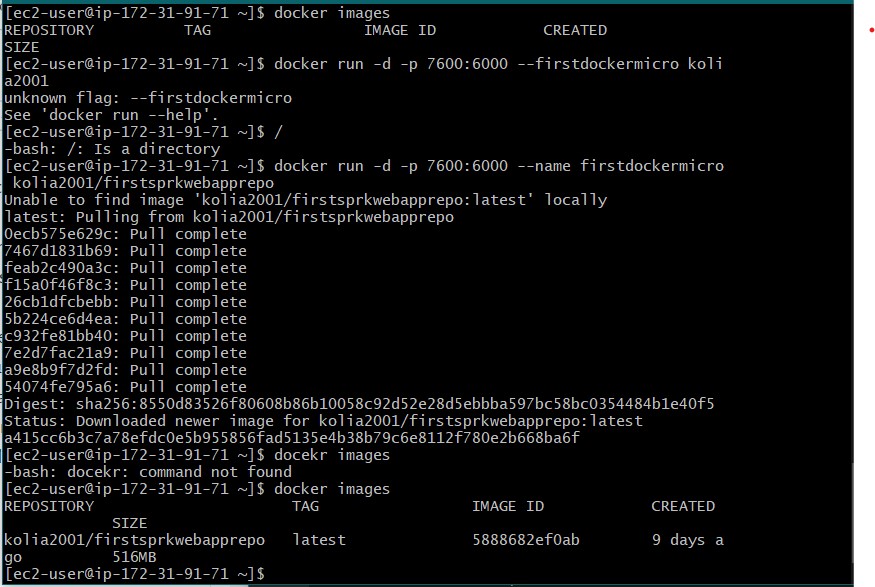 [ec2-user@ip-172-31-91-71 ~]$ docker images
REPOSITORY          TAG                 IMAGE ID            CREATED
SIZE
[ec2-user@ip-172-31-91-71 ~]$ docker run -d -p 7600:6000 --firstdockermicro koli
a2001
unknown flag: --firstdockermicro
See 'docker run --help'.
[ec2-user@ip-172-31-91-71 ~]$ /
-bash: /: Is a directory
[ec2-user@ip-172-31-91-71 ~]$ docker run -d -p 7600:6000 --name firstdockermicro
 kolia2001/firstsprkwebapprepo
Unable to find image 'kolia2001/firstsprkwebapprepo:latest' locally
latest: Pulling from kolia2001/firstsprkwebapprepo
0ecb575e629c: Pull complete
7467d1831b69: Pull complete
feab2c490a3c: Pull complete
f15a0f46f8c3: Pull complete
26cb1dfcbebb: Pull complete
5b224ce6d4ea: Pull complete
c932fe81bb40: Pull complete
7e2d7fac21a9: Pull complete
a9e8b9f7d2fd: Pull complete
54074fe795a6: Pull complete
Digest: sha256:8550d83526f80608b86b10058c92d52e28d5ebbba597bc58bc0354484b1e40f5
Status: Downloaded newer image for kolia2001/firstsprkwebapprepo:latest
a415cc6b3c7a78efdc0e5b955856fad5135e4b38b79c6e8112f780e2b668ba6f
[ec2-user@ip-172-31-91-71 ~]$ docekr images
-bash: docekr: command not found
[ec2-user@ip-172-31-91-71 ~]$ docker images
REPOSITORY                      TAG                 IMAGE ID            CREATED
            SIZE
kolia2001/firstsprkwebapprepo   latest              5888682ef0ab        9 days a
go          516MB
[ec2-user@ip-172-31-91-71 ~]$